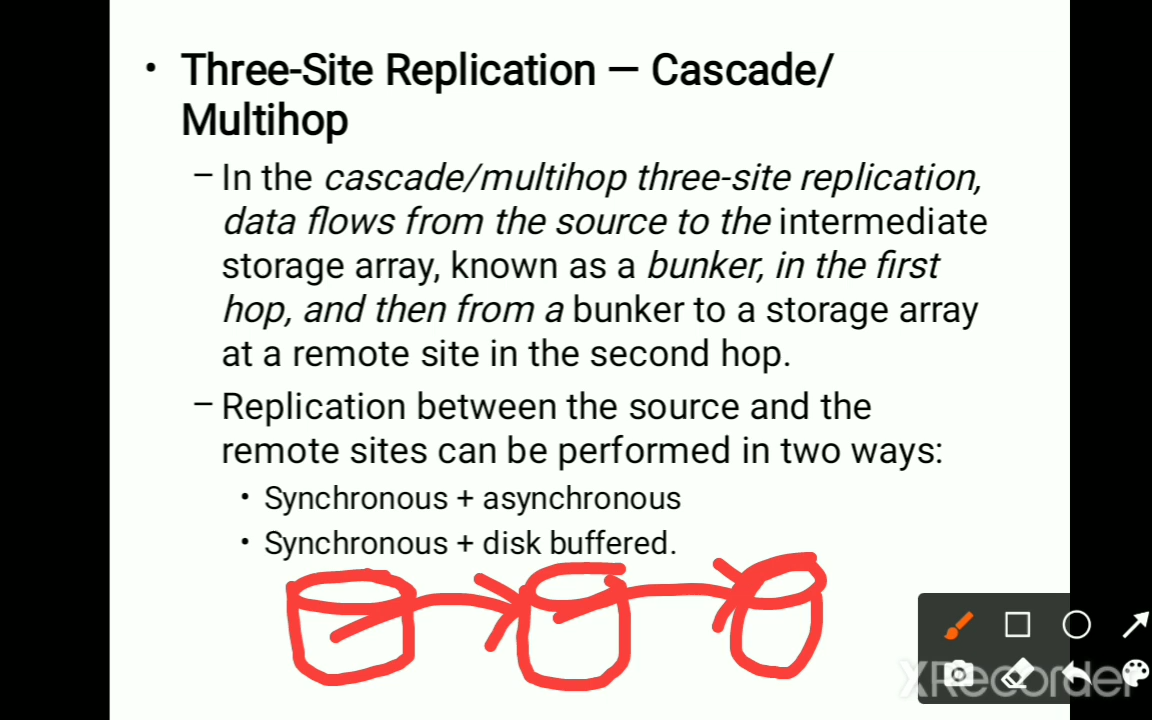 • Three-Site Replication — Cascade/
Multihop
– In the cascade/multihop three-site replication,
data flows from the source to the intermediate
storage array, known as a bunker, in the first
hop, and then from a bunker to a storage array
at a remote site in the second hop.
– Replication between the source and the
remote sites can be performed in two ways:
• Synchronous + asynchronous
• Synchronous + disk buffered.
XRecorder